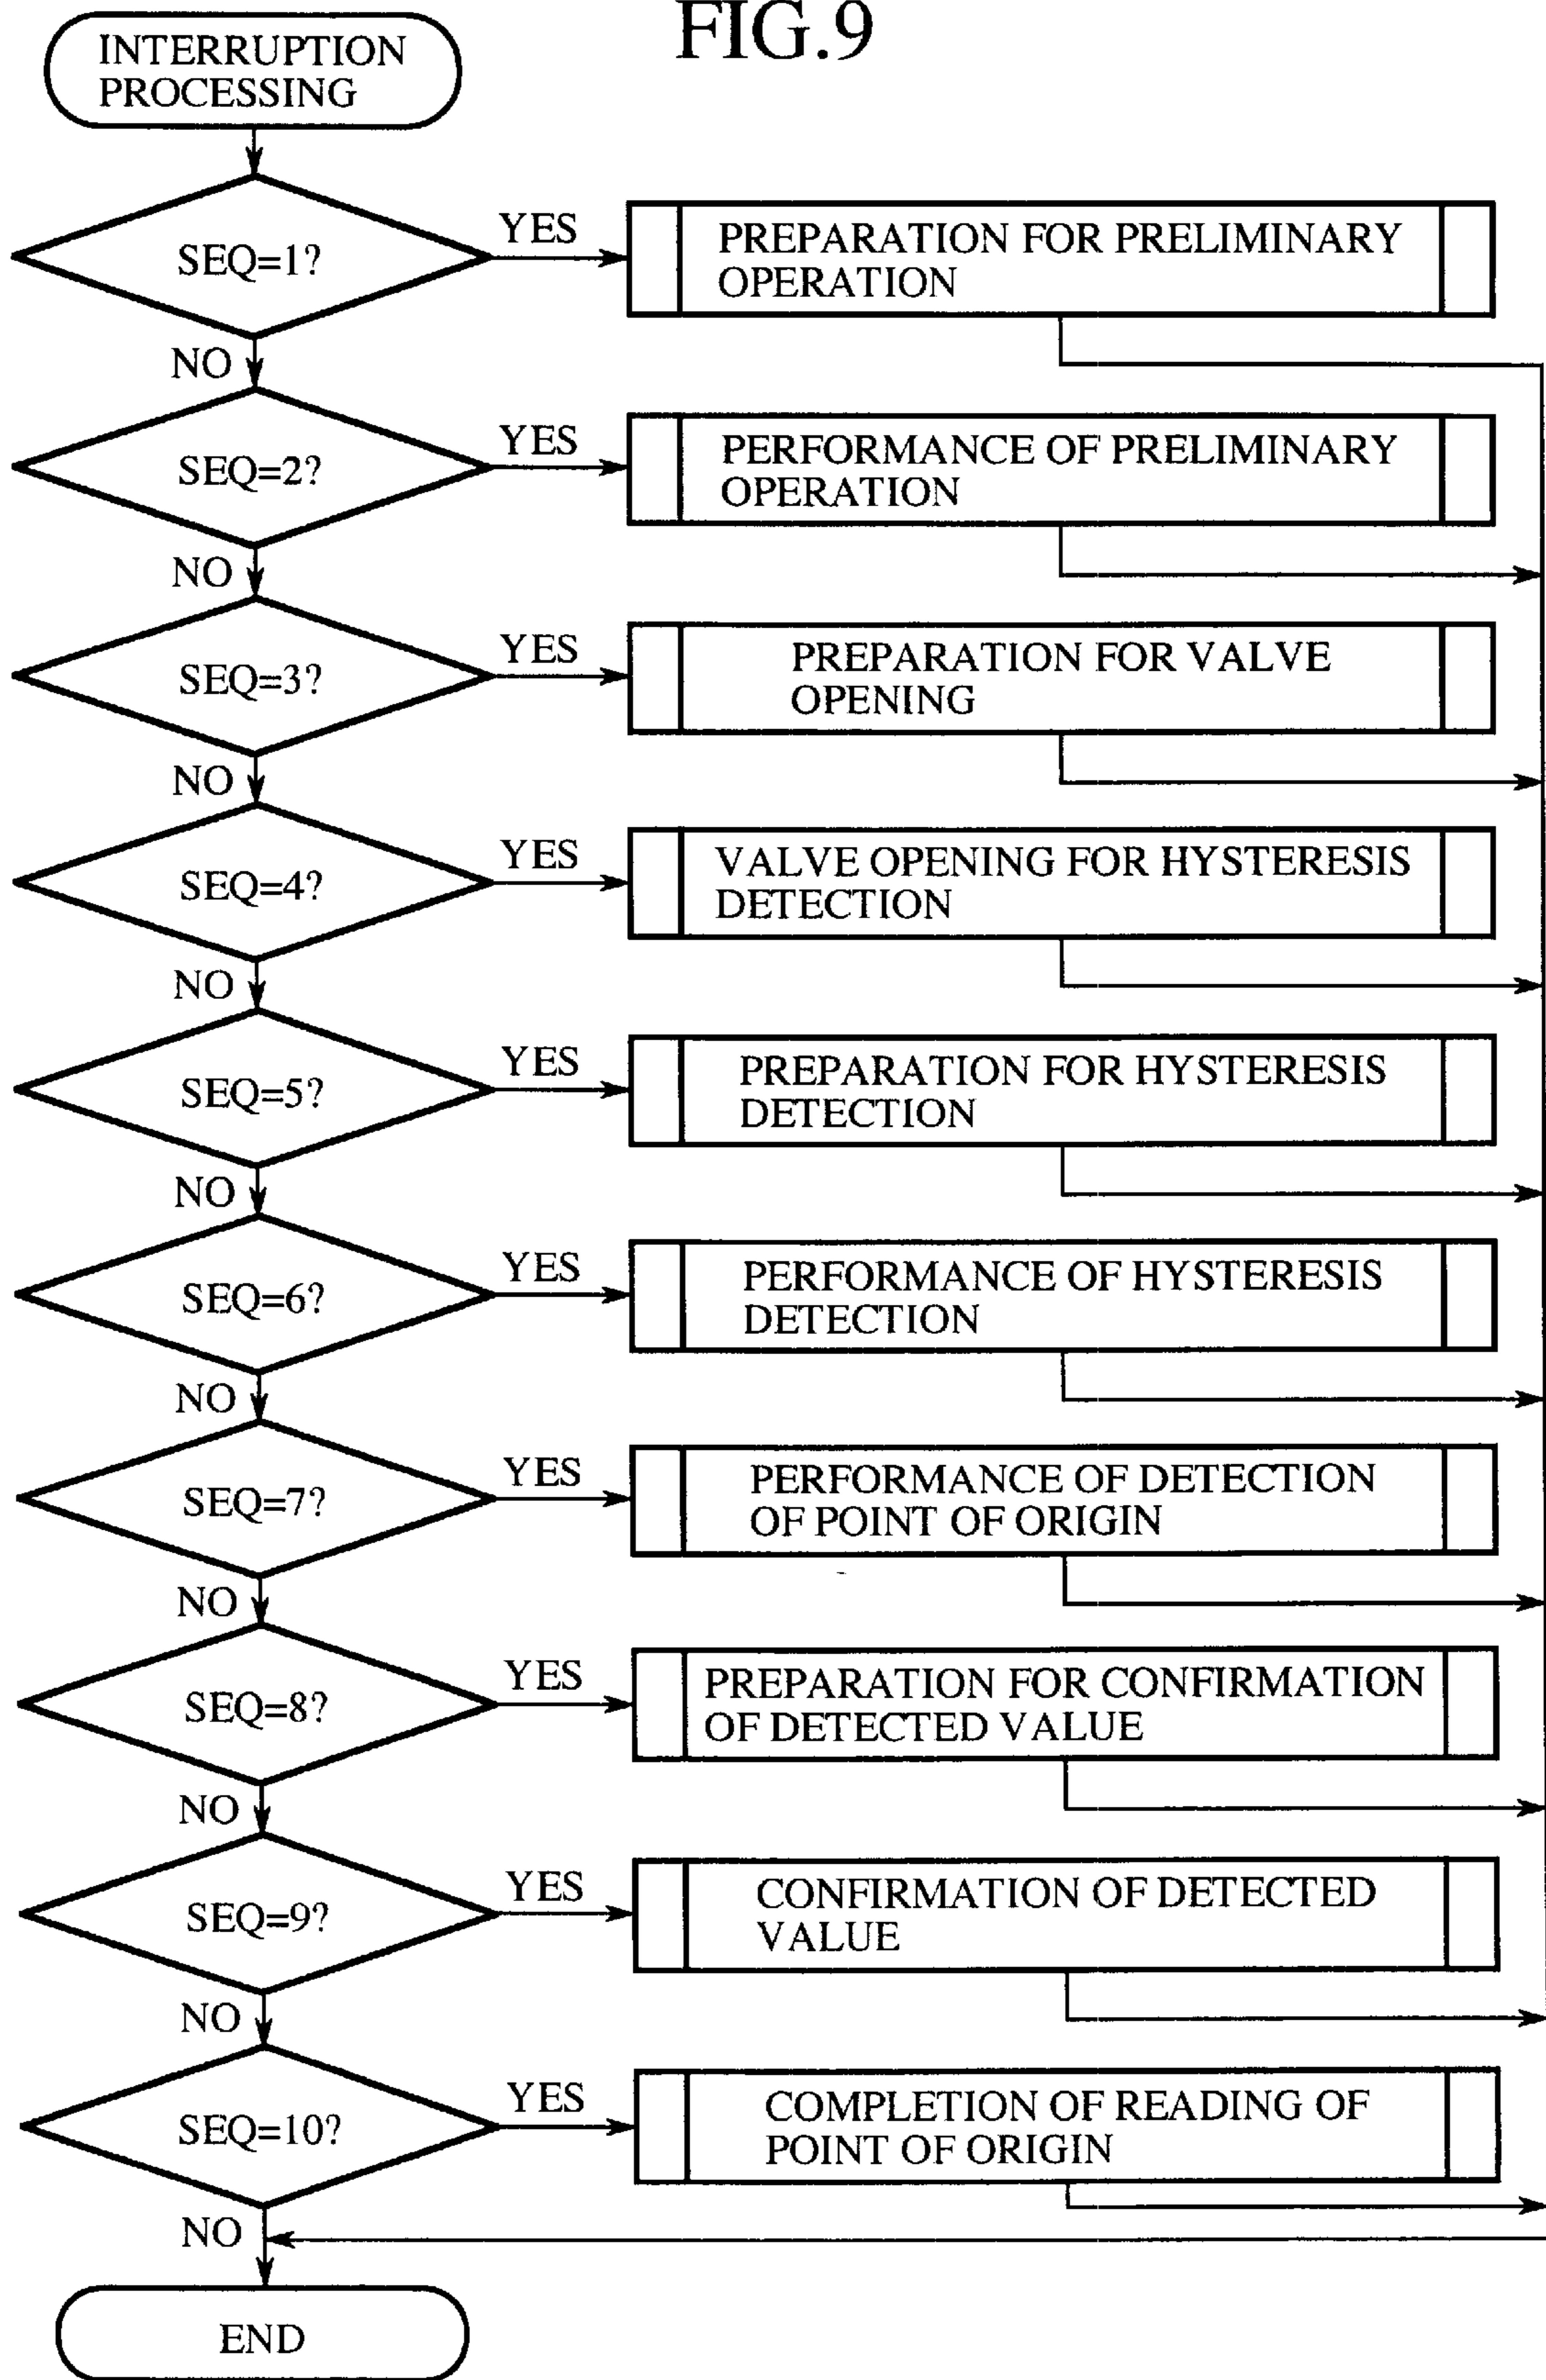 FIG.9
INTERRUPTION
PROCESSING
SEQ=1?
YES
PREPARATION FOR PRELIMINARY
OPERATION
NO
SEQ=2?
YES
PERFORMANCE OF PRELIMINARY
OPERATION
NO
SEQ=3?
YES
PREPARATION FOR VALVE
OPENING
NO
SEQ=4?
YES
VALVE OPENING FOR HYSTERESIS
DETECTION
NO
SEQ=5?
YES
PREPARATION FOR HYSTERESIS
DETECTION
NO
SEQ=6?
YES
PERFORMANCE OF HYSTERESIS
DETECTION
NO
SEQ=7?
YES
PERFORMANCE OF DETECTION
OF POINT OF ORIGIN
NO
SEQ=8?
YES
PREPARATION FOR CONFIRMATION
OF DETECTED VALUE
NO
SEQ=9?
YES
CONFIRMATION OF DETECTED
VALUE
NO
SEQ=10?
YES
COMPLETION OF READING OF
POINT OF ORIGIN
NO
END